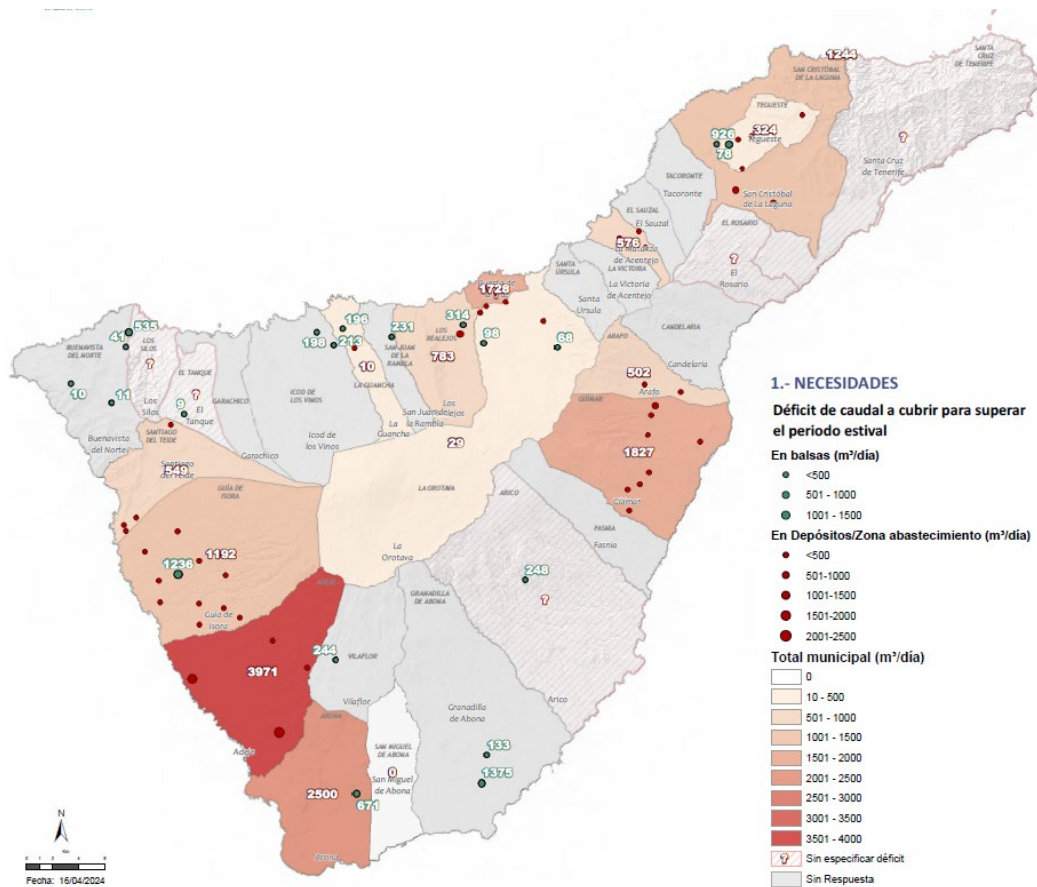 1244
SAN CRISTÓBAL
DE LA LAGUNA
SANTA
CRUZ
DE TENERIFE
TEGUESTE
926
324
Tegueste
78
?
Santa Cruz
de Tenerife
TACORONTE
Tacoronte
San Cristóbal
de La Laguna
EL SAUZAL
El Sauzal
EL ROSARIO
?
El
Rosario
576
La Matanza
de Acentejo
SANTA
ÚRSULA
LA VICTORIA
La Victoria
de Acentejo
Santa
Ursula
CANDELARIA
Candelaria
1728
196
231
314
198
213
98
68
LOS
REALEJOS
783
SAN JUAN
DE LA
RAMBLA
10
LA GUANCHA
535
41
BUENAVISTA
DEL NORTE
LOS
SILOS
?
EL TANQUE
?
GARACHICO
ICOD DE
LOS VINOS
10
11
9
Los
Silos
El
Tanque
Buenavista
del Norte
Garachico
Icod de
los Vinos
La
Guancha
San Juan de
la Rambla
Los
Realejos
29
ARAFO
502
Arafo
GÜIMAR
1827
Güimar
SANTIAGO
DEL TEIDE
Santiago
del Teide
549
GUÍA DE
ISORA
LA OROTAVA
ARICO
1192
1236
La
Orotava
FASNIA
Fasnia
Guía de
Isora
ADEJE
GRANADILLA
DE ABONA
248
?
3971
244
VILAFLOR
Vilaflor
Arico
Granadilla
de Abona
Adeje
ARONA
SAN MIGUEL
DE ABONA
133
0
San Miguel
de Abona
1375
2500
671
Arona
1.- NECESIDADES
Déficit de caudal a cubrir para superar
el periodo estival
En balsas (m³/día)
<500
501 - 1000
1001 - 1500
En Depósitos/Zona abastecimiento (m³/día)
<500
501-1000
1001-1500
1501-2000
2001-2500
Total municipal (m³/día)
0
10 - 500
501 - 1000
1001 - 1500
1501 - 2000
2001 - 2500
2501 - 3000
3001 - 3500
3501 - 4000
? Sin especificar déficit
Sin Respuesta
N
Fecha: 16/04/2024